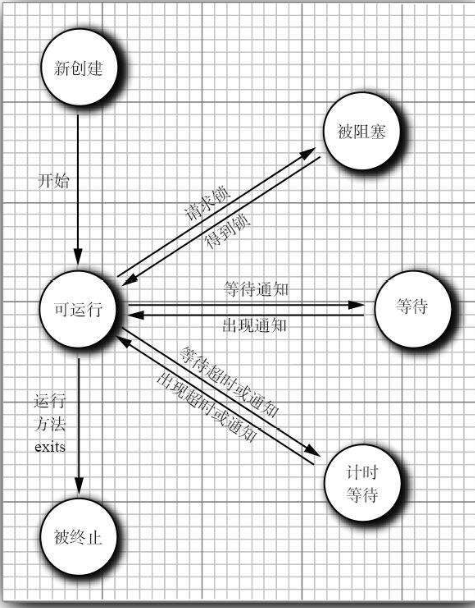 新创建
被阻塞
开始
请求锁
得到锁
等待通知
可运行
等待
出现通知
等待超时或通知
出现超时或通知
运行
方法
exits
计时
等待
被终止